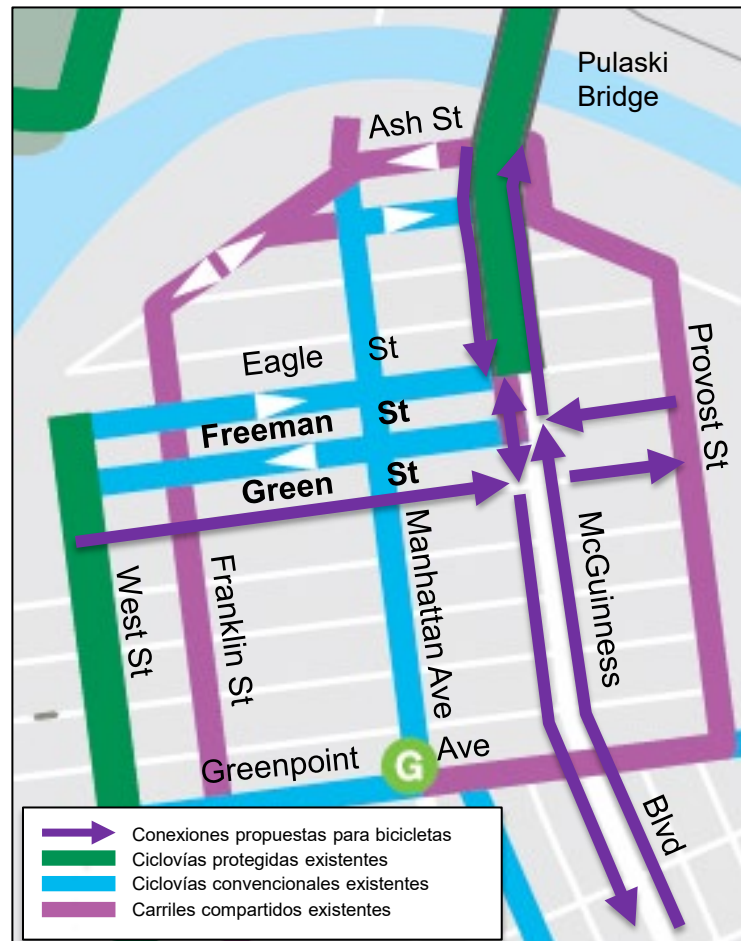 Pulaski
Bridge
Ash St
Eagle St
Freeman St
Green St
Provost St
McGuinness
Blvd
Manhattan Ave
Franklin St
West St
Greenpoint Ave
G
Conexiones propuestas para bicicletas
Ciclovías protegidas existentes
Ciclovías convencionales existentes
Carriles compartidos existentes